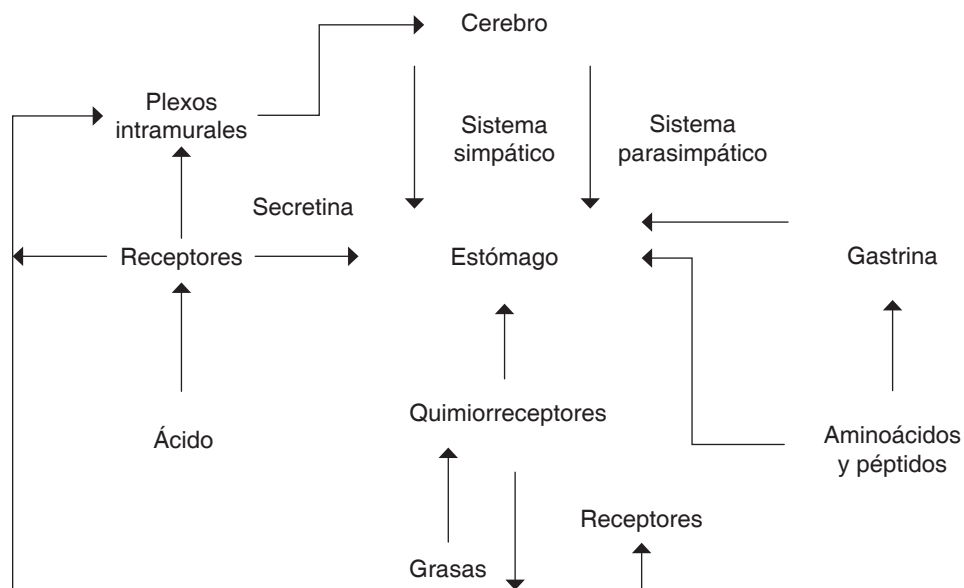 Cerebro
Plexos
intramurales
Sistema
simpático
Sistema
parasimpático
Secretina
Receptores
Estómago
Gastrina
Quimiorreceptores
Ácido
Aminoácidos
y péptidos
Receptores
Grasas